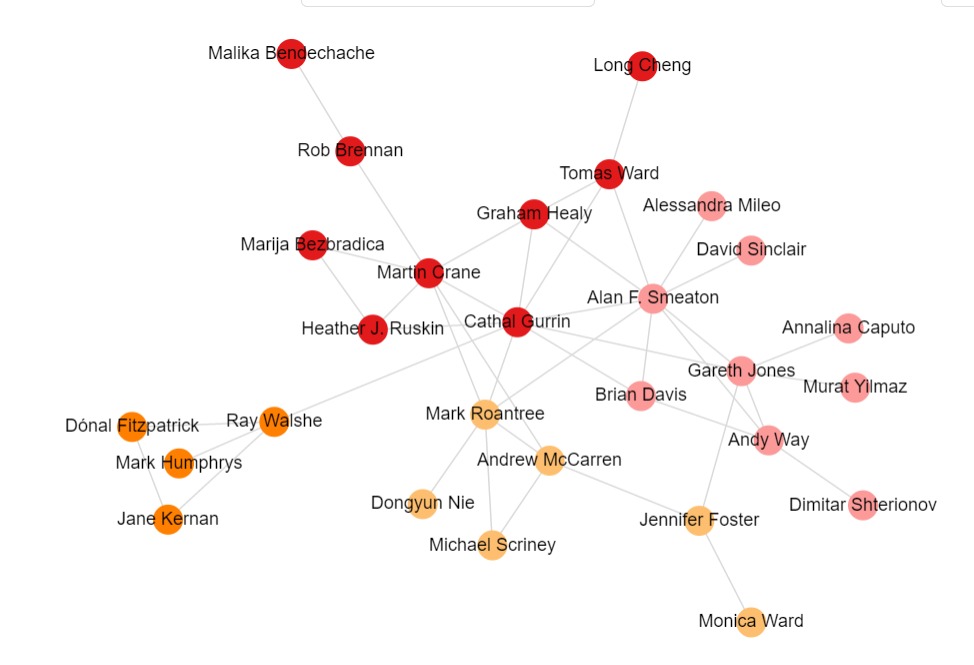 Malika Bendechache
Long Cheng
Rob Brennan
Tomas Ward
Alessandra Mileo
Graham Healy
Marija Bezbradica
David Sinclair
Martin Crane
Alan F. Smeaton
Heather J. Ruskin
Cathal Gurrin
Annalina Caputo
Gareth Jones
Murat Yilmaz
Brian Davis
Mark Roantree
Ray Walshe
Dónal Fitzpatrick
Andy Way
Mark Humphrys
Andrew McCarren
Dongyun Nie
Dimitar Shterionov
Jane Kernan
Jennifer Foster
Michael Scriney
Monica Ward